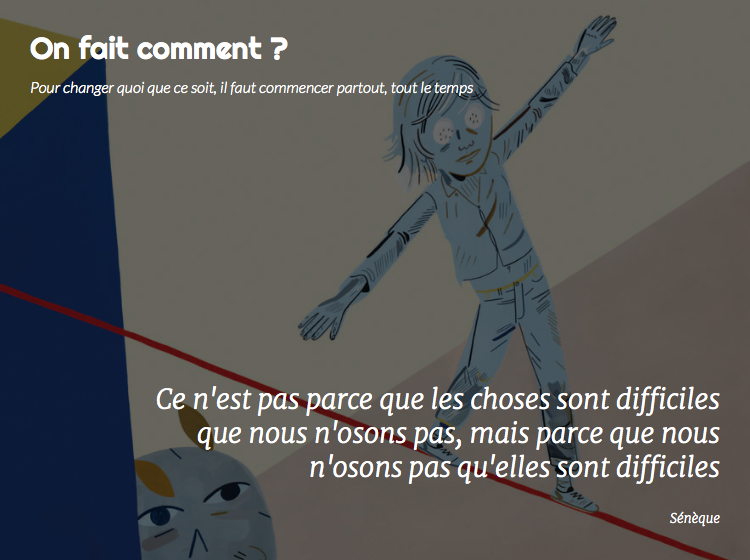 On fait comment ?
Pour changer quoi que ce soit, il faut commencer partout, tout le temps
Ce n'est pas parce que les choses sont difficiles
que nous n'osons pas, mais parce que nous
n'osons pas qu'elles sont difficiles
Sénèque